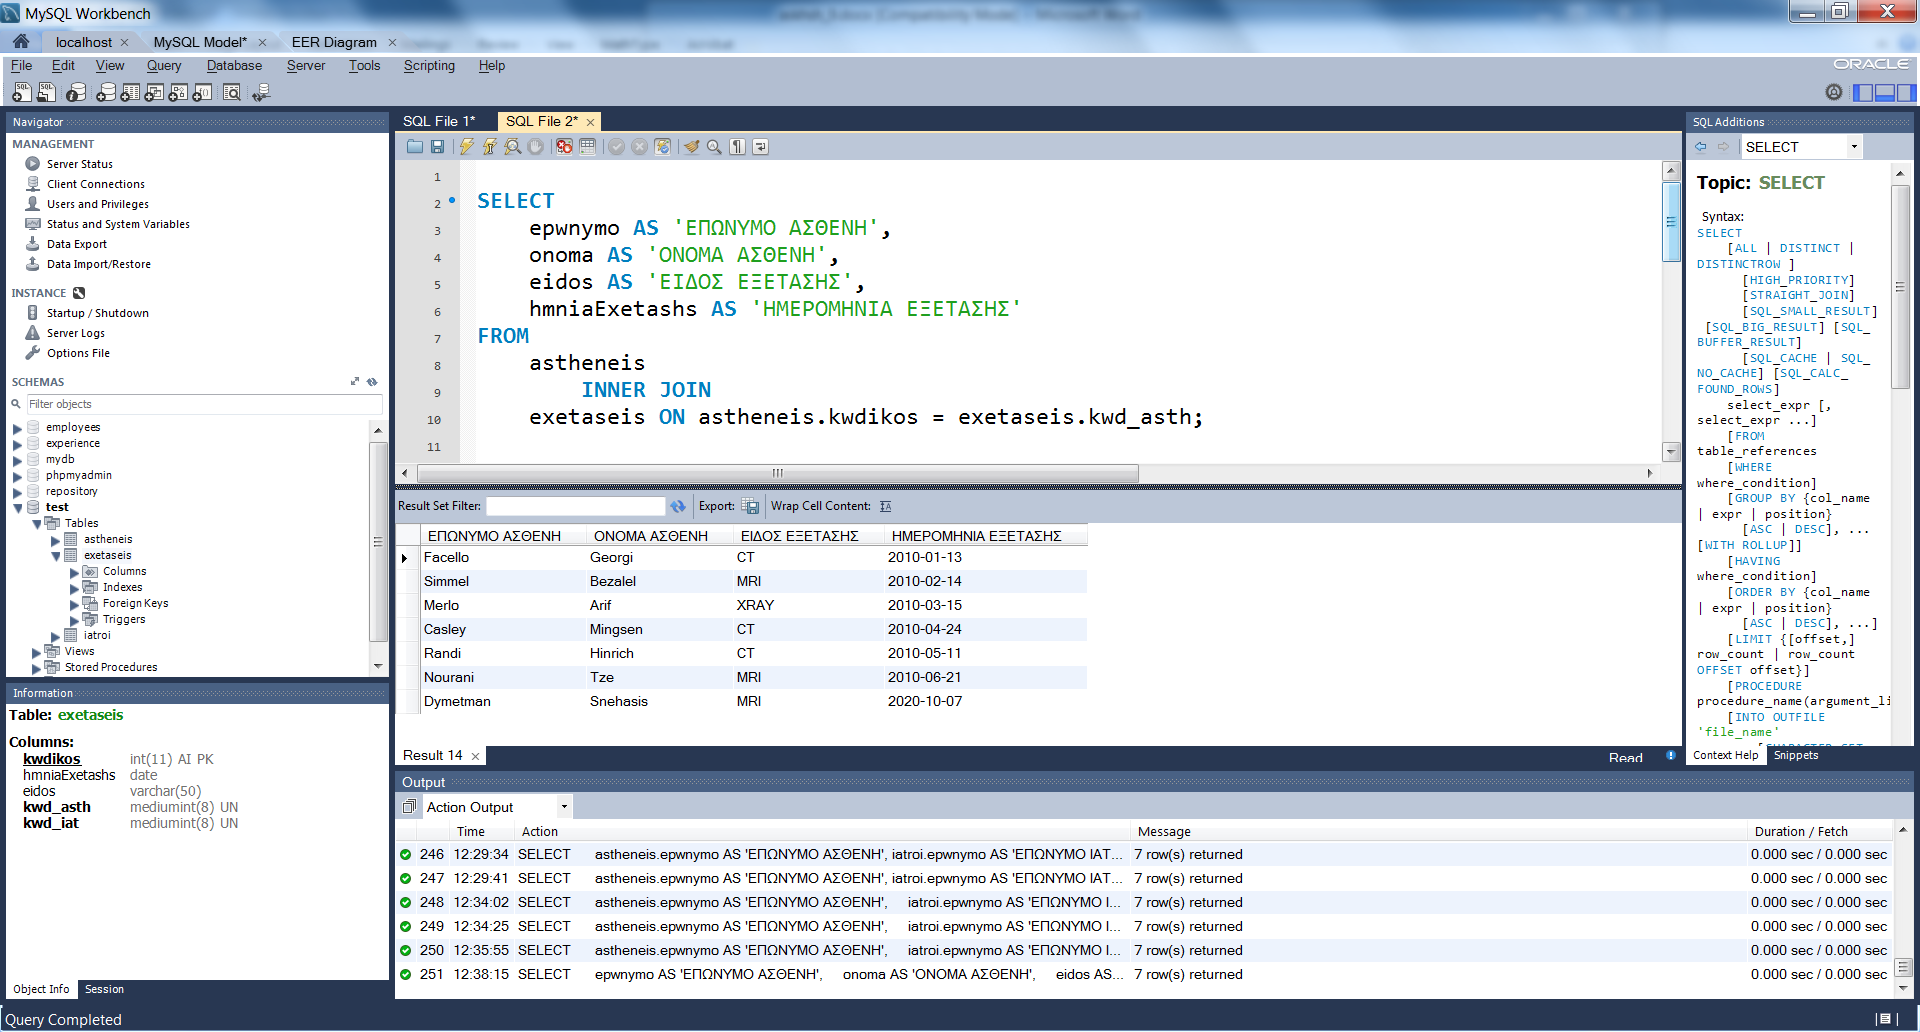 MySQL Workbench
localhost
MySQL Model*
EER Diagram
File Edit View Query Database Server Tools Scripting Help
ORACLE
Navigator
MANAGEMENT
Server Status
Client Connections
Users and Privileges
Status and System Variables
Data Export
Data Import/Restore
INSTANCE
Startup / Shutdown
Server Logs
Options File
SCHEMAS
Filter objects
employees
experience
mydb
phpmyadmin
repository
test
Tables
astheneis
exetaseis
Columns
Indexes
Foreign Keys
Triggers
iatroi
Views
Stored Procedures
Information
Table: exetaseis
Columns:
kwdikos int(11) AI PK
hmniaExetashs date
eidos varchar(50)
kwd_asth mediumint(8) UN
kwd_iat mediumint(8) UN
Object Info Session
Query Completed
SQL File 1* SQL File 2*
1
2 SELECT
3 epwnymo AS 'ΕΠΩΝΥΜΟ ΑΣΘΕΝΗ',
4 onoma AS 'ΟΝΟΜΑ ΑΣΘΕΝΗ',
5 eidos AS 'ΕΙΔΟΣ ΕΞΕΤΑΣΗΣ',
6 hmniaExetashs AS 'ΗΜΕΡΟΜΗΝΙΑ ΕΞΕΤΑΣΗΣ'
7 FROM
8 astheneis
9 INNER JOIN
10 exetaseis ON astheneis.kwdikos = exetaseis.kwd_asth;
11
Result Set Filter: Export: Wrap Cell Content:
ΕΠΩΝΥΜΟ ΑΣΘΕΝΗ ΟΝΟΜΑ ΑΣΘΕΝΗ ΕΙΔΟΣ ΕΞΕΤΑΣΗΣ ΗΜΕΡΟΜΗΝΙΑ ΕΞΕΤΑΣΗΣ
Facello Georgi CT 2010-01-13
Simmel Bezalel MRI 2010-02-14
Merlo Arif XRAY 2010-03-15
Casley Mingsen CT 2010-04-24
Randi Hinrich CT 2010-05-11
Nourani Tze MRI 2010-06-21
Dymetman Snehasis MRI 2020-10-07
Result 14
Read
Output
Action Output
Time Action Message Duration / Fetch
246 12:29:34 SELECT astheneis.epwnymo AS 'ΕΠΩΝΥΜΟ ΑΣΘΕΝΗ', iatroi.epwnymo AS 'ΕΠΩΝΥΜΟ ΙΑΤ... 7 row(s) returned 0.000 sec / 0.000 sec
247 12:29:41 SELECT astheneis.epwnymo AS 'ΕΠΩΝΥΜΟ ΑΣΘΕΝΗ', iatroi.epwnymo AS 'ΕΠΩΝΥΜΟ ΙΑΤ... 7 row(s) returned 0.000 sec / 0.000 sec
248 12:34:02 SELECT astheneis.epwnymo AS 'ΕΠΩΝΥΜΟ ΑΣΘΕΝΗ', iatroi.epwnymo AS 'ΕΠΩΝΥΜΟ Ι... 7 row(s) returned 0.000 sec / 0.000 sec
249 12:34:25 SELECT astheneis.epwnymo AS 'ΕΠΩΝΥΜΟ ΑΣΘΕΝΗ', iatroi.epwnymo AS 'ΕΠΩΝΥΜΟ Ι... 7 row(s) returned 0.000 sec / 0.000 sec
250 12:35:55 SELECT astheneis.epwnymo AS 'ΕΠΩΝΥΜΟ ΑΣΘΕΝΗ', iatroi.epwnymo AS 'ΕΠΩΝΥΜΟ Ι... 7 row(s) returned 0.000 sec / 0.000 sec
251 12:38:15 SELECT epwnymo AS 'ΕΠΩΝΥΜΟ ΑΣΘΕΝΗ', onoma AS 'ΟΝΟΜΑ ΑΣΘΕΝΗ', eidos AS... 7 row(s) returned 0.000 sec / 0.000 sec
SQL Additions
SELECT
Topic: SELECT
Syntax:
SELECT
[ALL | DISTINCT |
DISTINCTROW ]
[HIGH_PRIORITY]
[STRAIGHT_JOIN]
[SQL_SMALL_RESULT]
[SQL_BIG_RESULT] [SQL_
BUFFER_RESULT]
[SQL_CACHE | SQL_
NO_CACHE] [SQL_CALC_
FOUND_ROWS]
select_expr [,
select_expr ...]
[FROM
table_references
[WHERE
where_condition]
[GROUP BY {col_name
| expr | position}
[ASC | DESC], ...
[WITH ROLLUP]]
[HAVING
where_condition]
[ORDER BY {col_name
| expr | position}
[ASC | DESC], ...]
[LIMIT {[offset,]
row_count | row_count
OFFSET offset}]
[PROCEDURE
procedure_name(argument_li
[INTO OUTFILE
'file_name'
Context Help Snippets